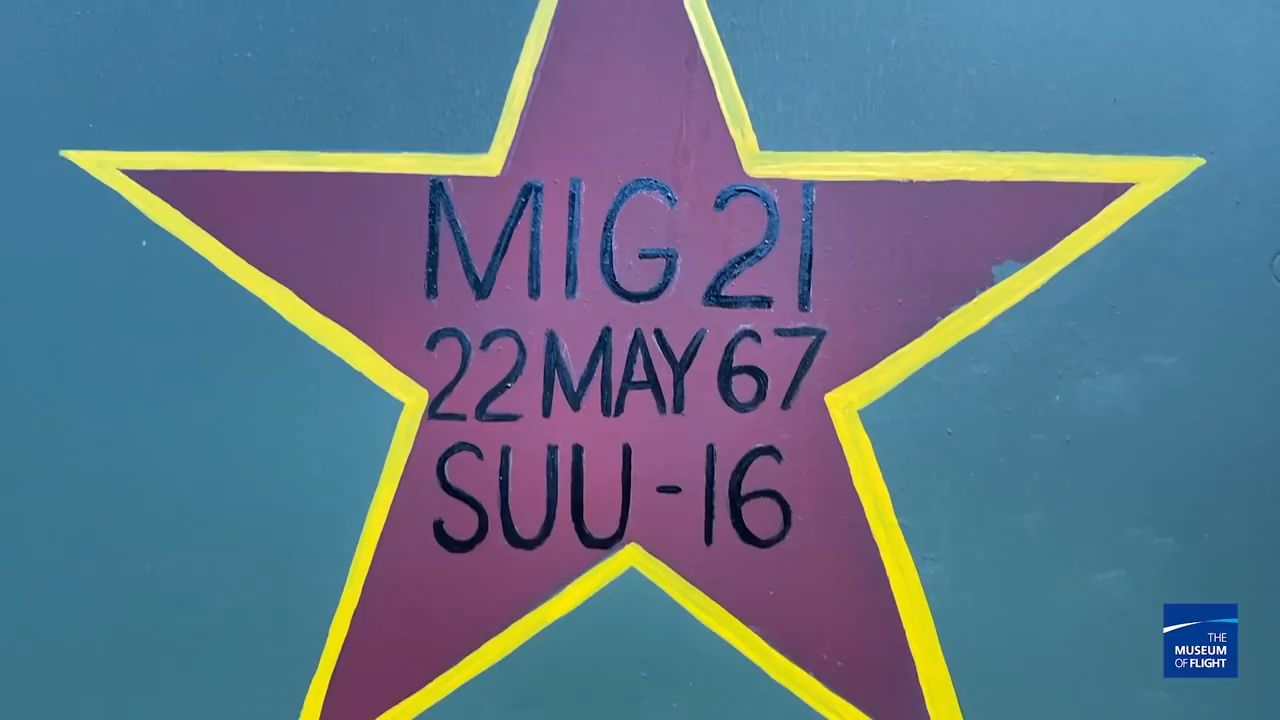 MIG 21
22 MAY 67
SUU-16
THE
MUSEUM
OF FLIGHT